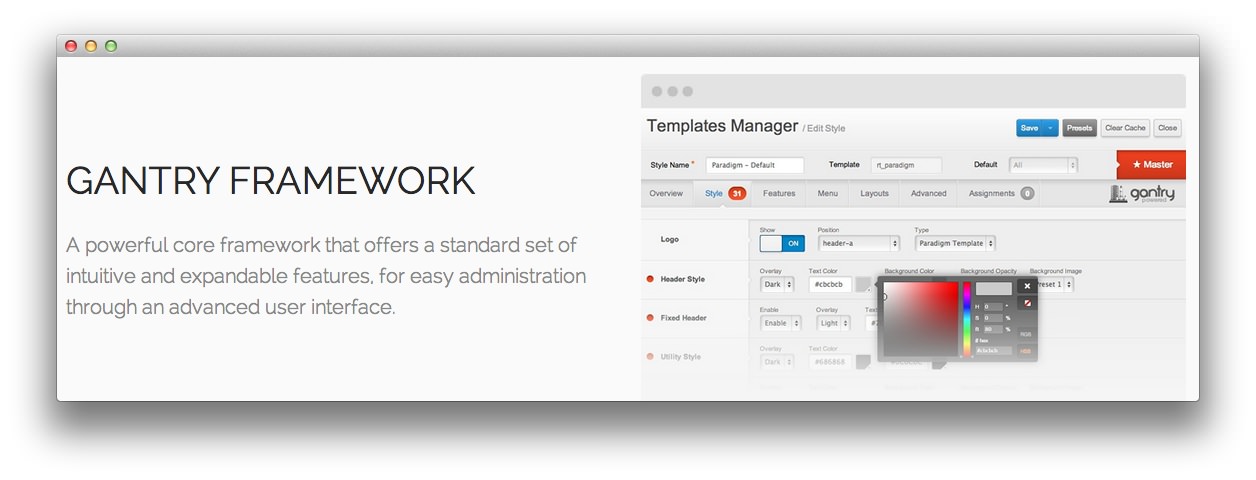 GANTRY FRAMEWORK
A powerful core framework that offers a standard set of
intuitive and expandable features, for easy administration
through an advanced user interface.
Templates Manager / Edit Style
Save Presets Clear Cache Close
Style Name * Paradigm - Default Template rt_paradigm Default All ★ Master
Overview Style 31 Features Menu Layouts Advanced Assignments 0 gantry powered
Show Position Type
Logo ON header-a Paradigm Template
Overlay Text Color Background Color Background Opacity Background Image
Header Style Dark #cbcbcb Preset 1
Enable Overlay
Fixed Header Enable Light
Overlay Text Color
Utility Style Dark #686868
H 0 °
S 0 %
B 80 %
# hex
#cbcbcb
RGB
HSB